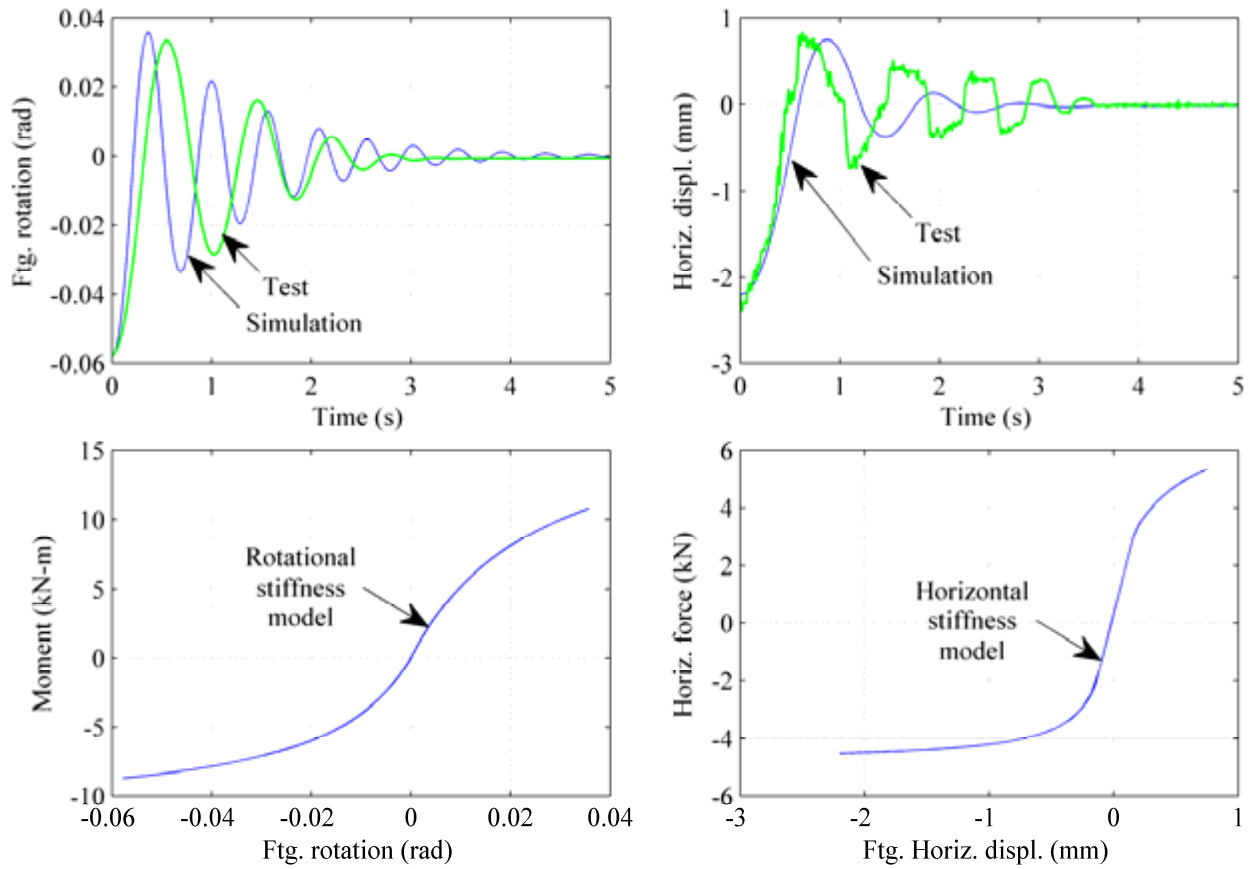 0.04
0.02
0
-0.02
-0.04
-0.06
Ftg. rotation (rad)
Test
Simulation
0 1 2 3 4 5
Time (s)
1
0
-1
-2
-3
Horiz. displ. (mm)
Test
Simulation
0 1 2 3 4 5
Time (s)
15
10
5
0
-5
-10
Moment (kN-m)
Rotational
stiffness
model
-0.06 -0.04 -0.02 0 0.02 0.04
Ftg. rotation (rad)
6
4
2
0
-2
-4
-6
Horiz. force (kN)
Horizontal
stiffness
model
-3 -2 -1 0 1
Ftg. Horiz. displ. (mm)